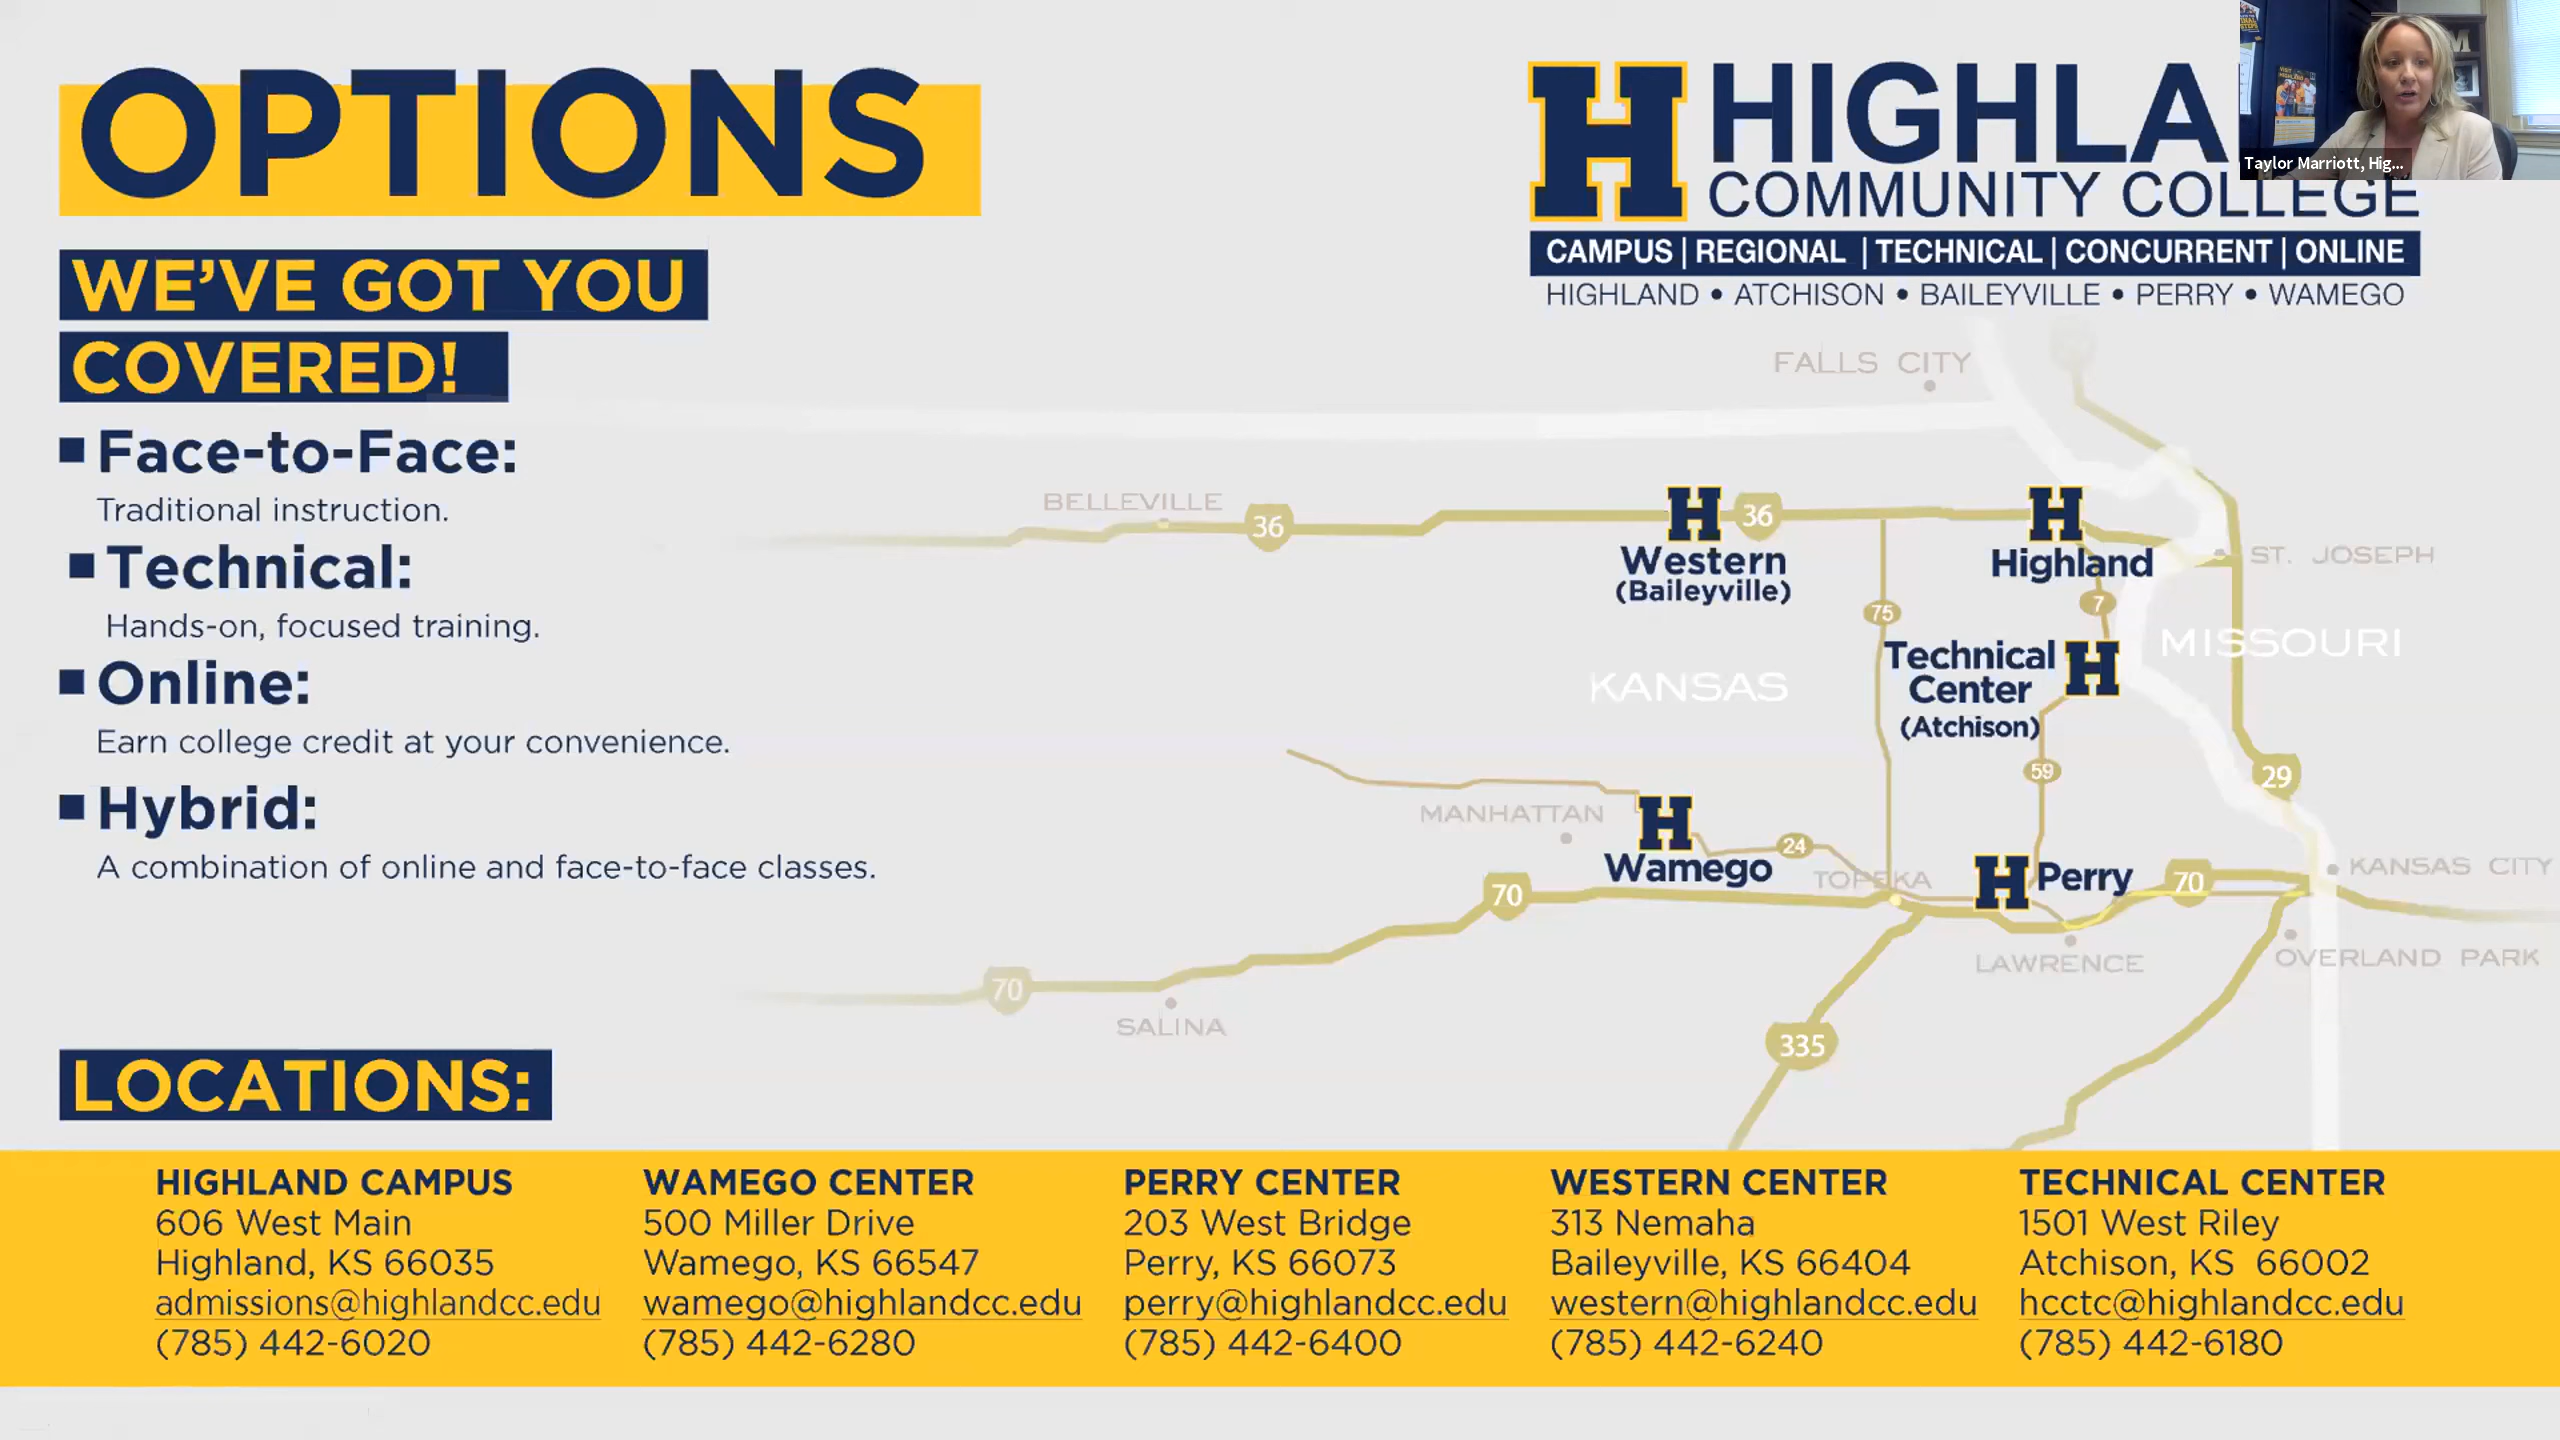 OPTIONS
WE'VE GOT YOU
COVERED!
■ Face-to-Face:
Traditional instruction.
■ Technical:
Hands-on, focused training.
■ Online:
Earn college credit at your convenience.
■ Hybrid:
A combination of online and face-to-face classes.
H HIGHLA
COMMUNITY COLLEGE
CAMPUS | REGIONAL | TECHNICAL | CONCURRENT | ONLINE
HIGHLAND • ATCHISON • BAILEYVILLE • PERRY • WAMEGO
Taylor Marriott, Hig...
FALLS CITY
BELLEVILLE
36
H
36
H
Western
(Baileyville)
Highland
ST. JOSEPH
7
75
MISSOURI
KANSAS
Technical
Center
(Atchison)
H
59
29
MANHATTAN
H
Wamego
24
TOPEKA
H Perry
70
KANSAS CITY
70
LAWRENCE
OVERLAND PARK
70
SALINA
335
LOCATIONS:
HIGHLAND CAMPUS
606 West Main
Highland, KS 66035
admissions@highlandcc.edu
(785) 442-6020
WAMEGO CENTER
500 Miller Drive
Wamego, KS 66547
wamego@highlandcc.edu
(785) 442-6280
PERRY CENTER
203 West Bridge
Perry, KS 66073
perry@highlandcc.edu
(785) 442-6400
WESTERN CENTER
313 Nemaha
Baileyville, KS 66404
western@highlandcc.edu
(785) 442-6240
TECHNICAL CENTER
1501 West Riley
Atchison, KS 66002
hcctc@highlandcc.edu
(785) 442-6180